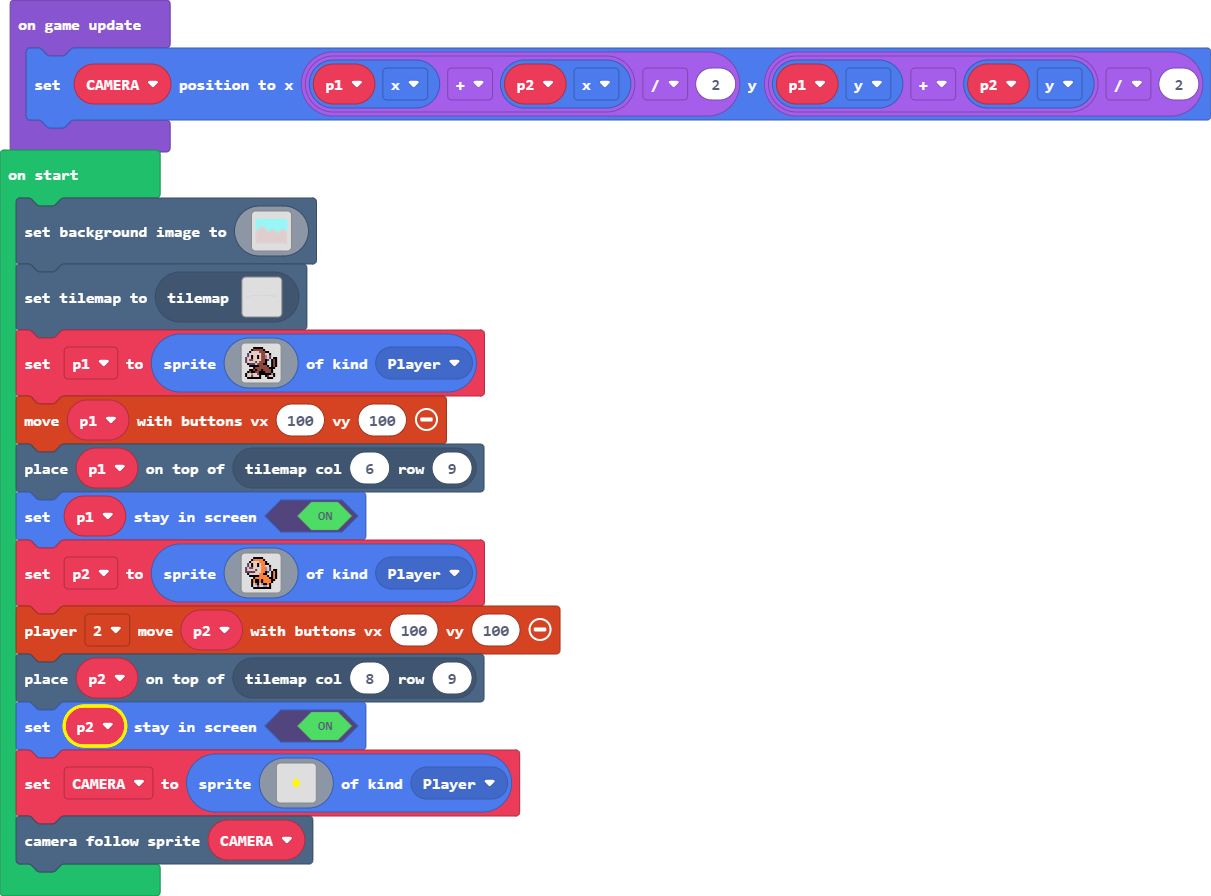 on game update
set CAMERA position to x p1 x + p2 x / 2 y p1 y + p2 y / 2
on start
set background image to
set tilemap to tilemap
set p1 to sprite of kind Player
move p1 with buttons vx 100 vy 100
place p1 on top of tilemap col 6 row 9
set p1 stay in screen ON
set p2 to sprite of kind Player
player 2 move p2 with buttons vx 100 vy 100
place p2 on top of tilemap col 8 row 9
set p2 stay in screen ON
set CAMERA to sprite of kind Player
camera follow sprite CAMERA